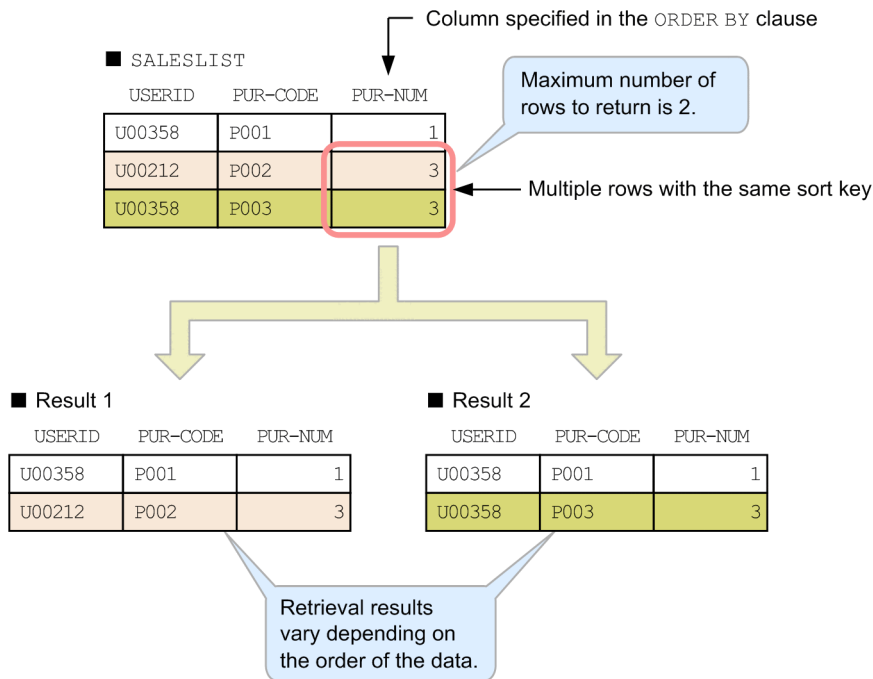 Column specified in the ORDER BY clause
■ SALESLIST
USERID PUR-CODE PUR-NUM
Maximum number of
rows to return is 2.
U00358 P001 1
U00212 P002 3
U00358 P003 3
Multiple rows with the same sort key
■ Result 1
USERID PUR-CODE PUR-NUM
U00358 P001 1
U00212 P002 3
■ Result 2
USERID PUR-CODE PUR-NUM
U00358 P001 1
U00358 P003 3
Retrieval results
vary depending on
the order of the data.